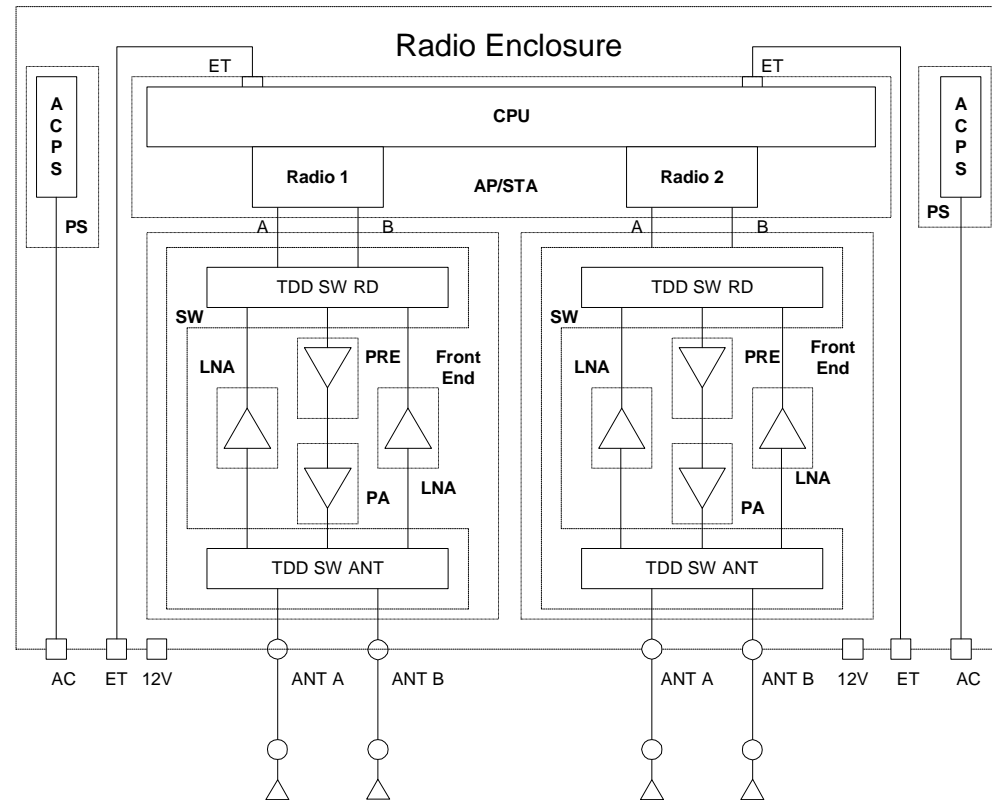 Radio Enclosure
ET
ET
A
C
P
S
PS
A
C
P
S
PS
CPU
Radio 1
AP/STA
Radio 2
A
B
A
B
TDD SW RD
SW
LNA
PRE
Front
End
PA
LNA
TDD SW ANT
TDD SW RD
SW
LNA
PRE
Front
End
PA
LNA
TDD SW ANT
AC
ET
12V
ANT A
ANT B
ANT A
ANT B
12V
ET
AC